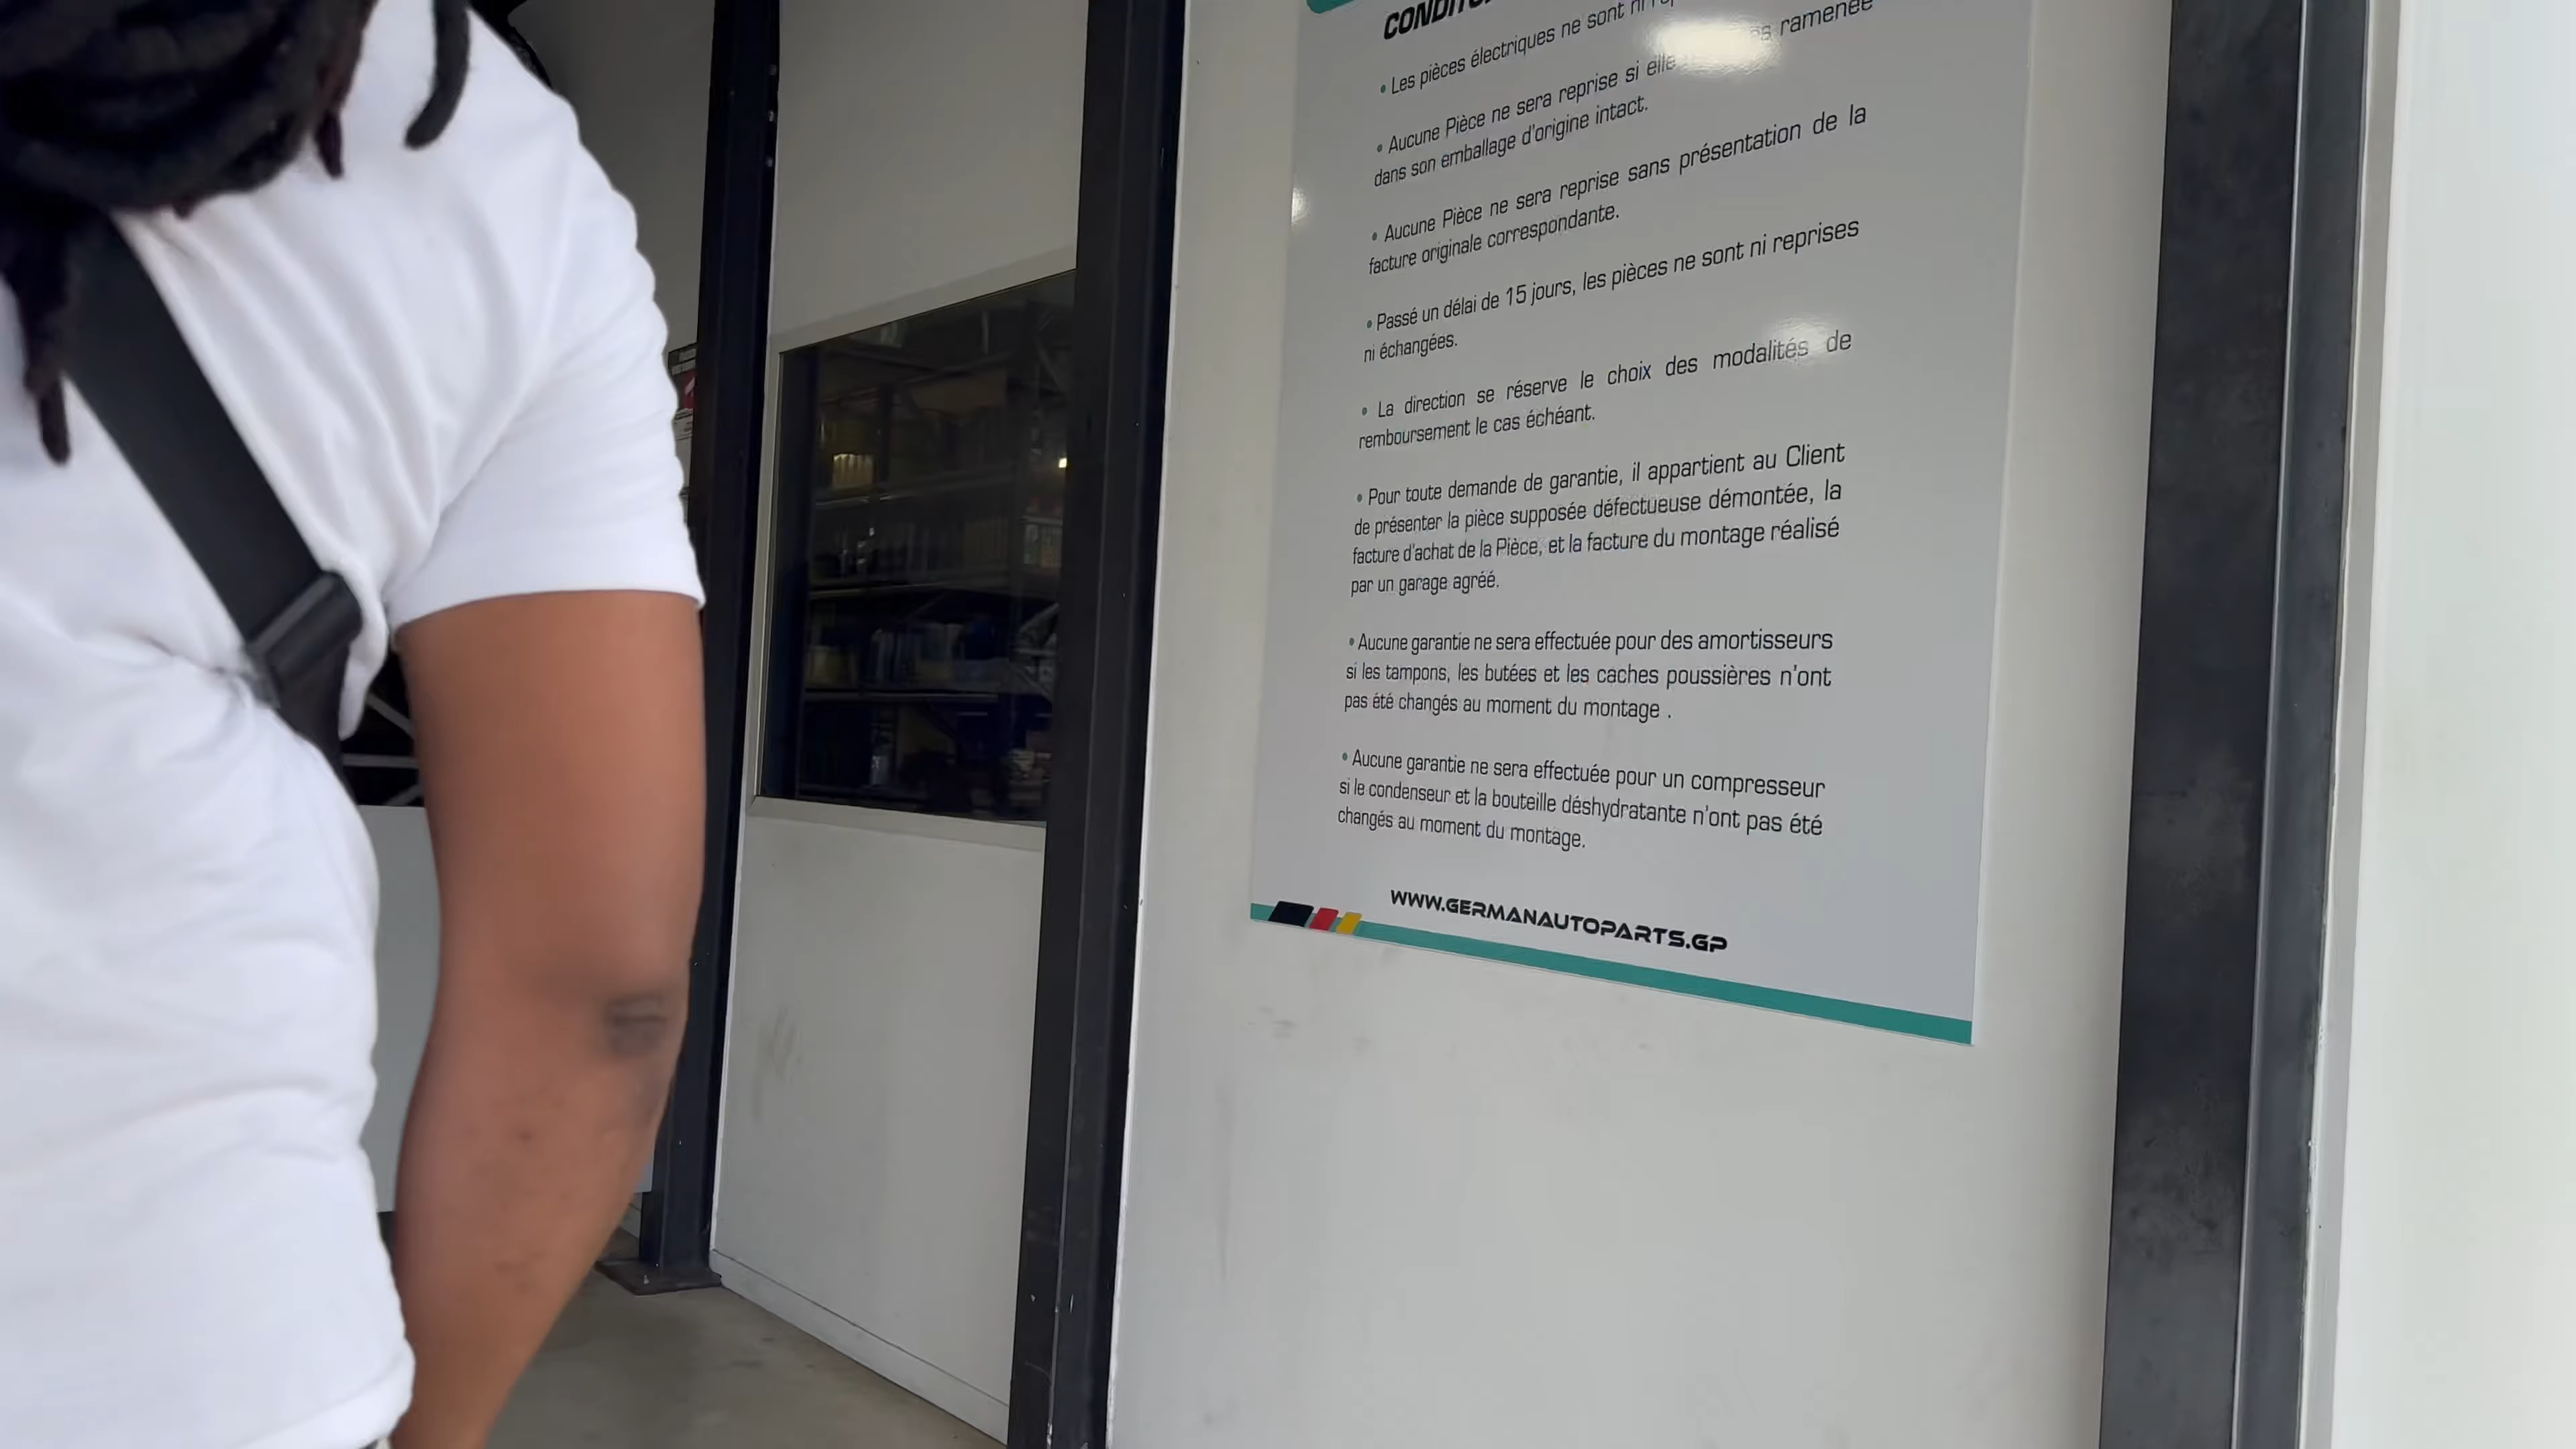 • Les pièces électriques ne sont ni
• Aucune Pièce ne sera reprise si elle ramenée
dans son emballage d'origine intact.
• Aucune Pièce ne sera reprise sans présentation de la
facture originale correspondante.
• Passé un délai de 15 jours, les pièces ne sont ni reprises
ni échangées.
• La direction se réserve le choix des modalités de
remboursement le cas échéant.
• Pour toute demande de garantie, il appartient au Client
de présenter la pièce supposée défectueuse démontée, la
facture d'achat de la Pièce, et la facture du montage réalisé
par un garage agréé.
• Aucune garantie ne sera effectuée pour des amortisseurs
si les tampons, les butées et les caches poussières n'ont
pas été changés au moment du montage .
• Aucune garantie ne sera effectuée pour un compresseur
si le condenseur et la bouteille déshydratante n'ont pas été
changés au moment du montage.
WWW.GERMANAUTOPARTS.GP